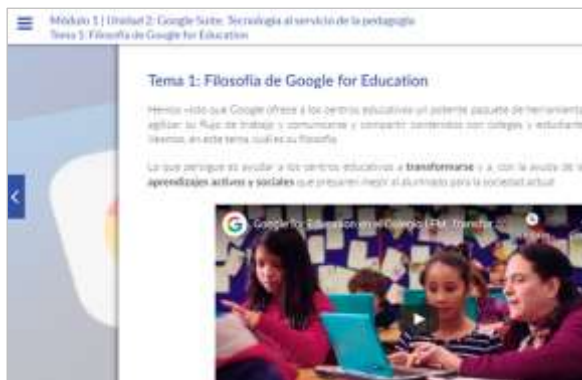 Módulo 1 | Unidad 2: Google Suite: Tecnología al servicio de la pedagogía
Tema 1: Filosofía de Google for Education
Tema 1: Filosofía de Google for Education
Hemos visto que Google ofrece a los centros educativos un potente paquete de herramienta
agilizar su flujo de trabajo y comunicarse y compartir contenidos con colegas y estudiante
Veamos, en este tema, cuál es su filosofía.
Lo que persigue es ayudar a los centros educativos a transformarse y a, con la ayuda de la
aprendizajes activos y sociales que preparen mejor al alumnado para la sociedad actual
Google for Education en el Colegio